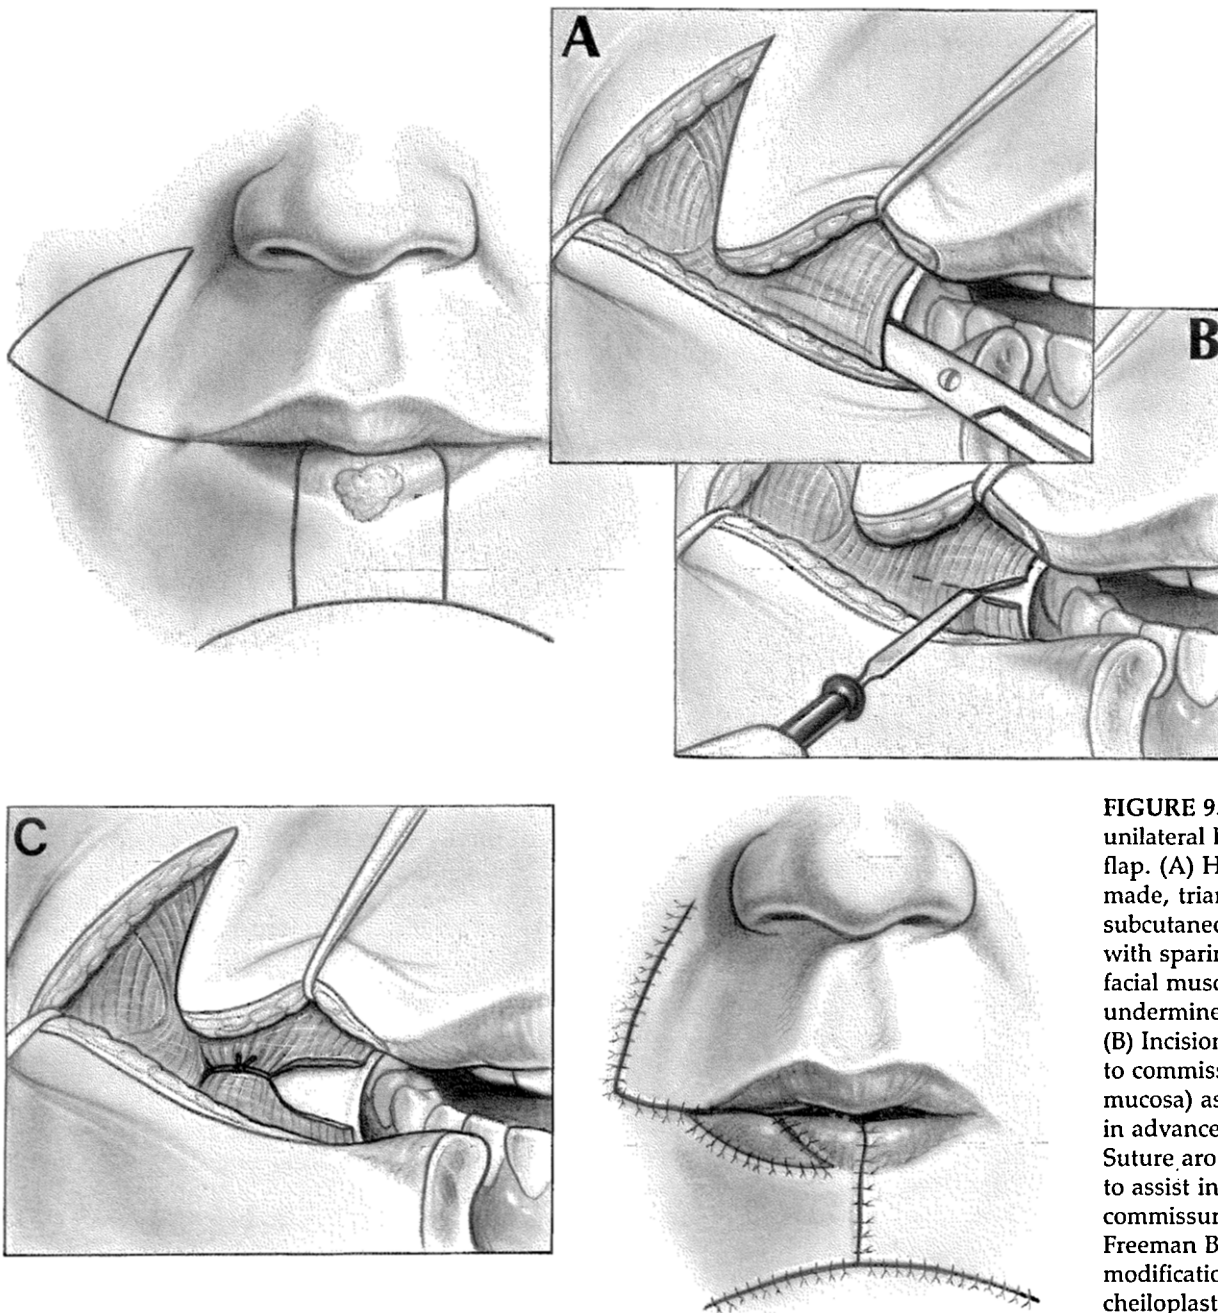 A
B
C
FIGURE 9.
unilateral
flap. (A) H
made, trian
subcutaneo
with sparin
facial musc
undermine
(B) Incision
to commiss
mucosa) as
in advance
Suture aro
to assist in
commissur
Freeman B
modificatio
cheiloplast